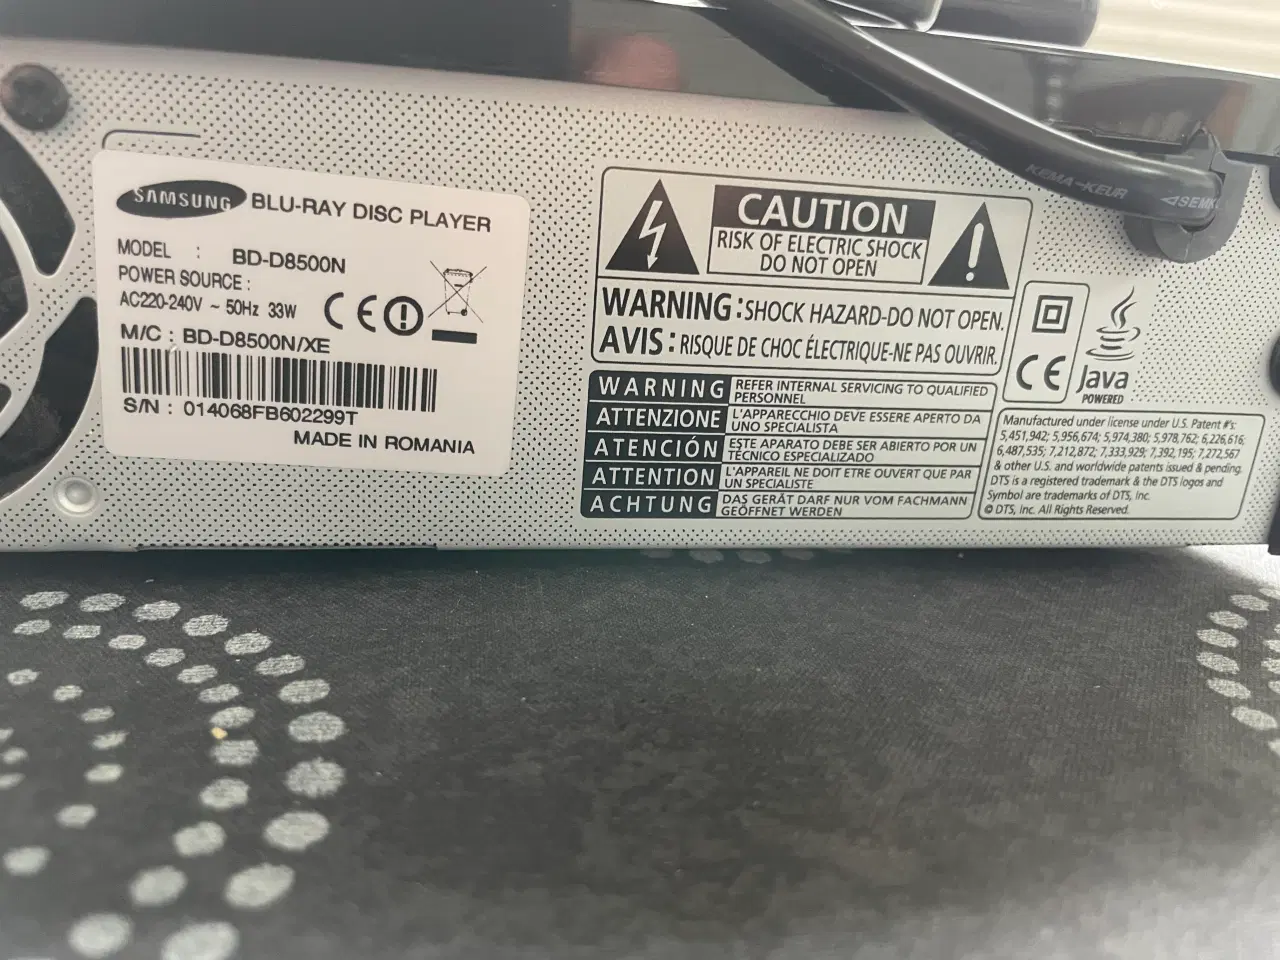 SAMSUNG BLU-RAY DISC PLAYER
MODEL : BD-D8500N
POWER SOURCE :
AC220-240V ~ 50Hz 33W
M/C : BD-D8500N/XE
S/N : 014068FB602299T
MADE IN ROMANIA
CAUTION
RISK OF ELECTRIC SHOCK
DO NOT OPEN
WARNING : SHOCK HAZARD-DO NOT OPEN.
AVIS : RISQUE DE CHOC ÉLECTRIQUE-NE PAS OUVRIR.
WARNING REFER INTERNAL SERVICING TO QUALIFIED
PERSONNEL
ATTENZIONE L'APPARECCHIO DEVE ESSERE APERTO DA
UNO SPECIALISTA
ATENCIÓN ESTE APARATO DEBE SER ABIERTO POR UN
TÉCNICO ESPECIALIZADO
ATTENTION L'APPAREIL NE DOIT ETRE OUVERT QUE PAR
UN SPECIALISTE
ACHTUNG DAS GERÄT DARF NUR VOM FACHMANN
GEÖFFNET WERDEN
CE
Java
POWERED
Manufactured under license under U.S. Patent #'s:
5,451,942; 5,956,674; 5,974,380; 5,978,762; 6,226,616;
6,487,535; 7,212,872; 7,333,929; 7,392,195; 7,272,567
& other U.S. and worldwide patents issued & pending.
DTS is a registered trademark & the DTS logos and
Symbol are trademarks of DTS, Inc.
© DTS, Inc. All Rights Reserved.
KEMA-KEUR